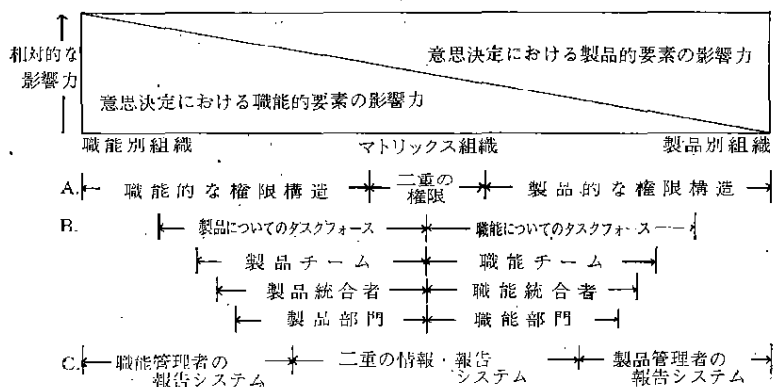 相対的な
影響力
意思決定における製品的要素の影響力
意思決定における職能的要素の影響力
職能別組織 マトリックス組織 製品別組織
A. 職能的な権限構造 二重の権限 製品的な権限構造
B. 製品についてのタスクフォース 職能についてのタスクフォース
製品チーム 職能チーム
製品統合者 職能統合者
製品部門 職能部門
C. 職能管理者の 二重の情報・報告 製品管理者の
報告システム システム 報告システム